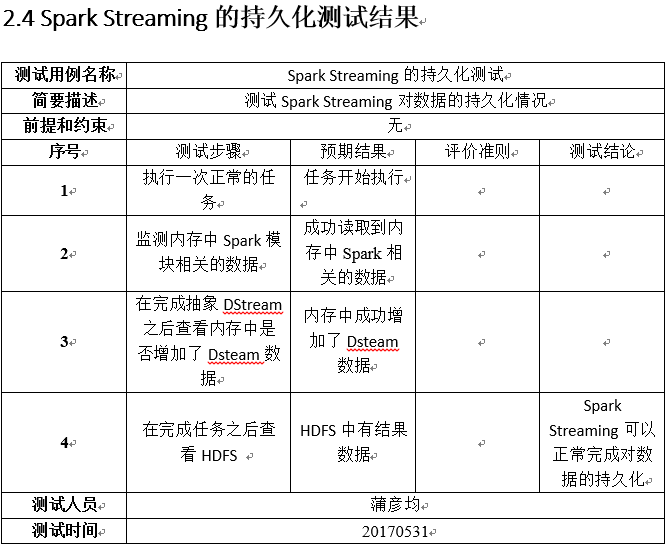 2.4 Spark Streaming 的持久化测试结果
测试用例名称 Spark Streaming 的持久化测试
简要描述 测试 Spark Streaming 对数据的持久化情况
前提和约束 无
序号 测试步骤 预期结果 评价准则 测试结论
1
执行一次正常的任
务
任务开始执行
2
监测内存中 Spark 模
块相关的数据
成功读取到内
存中 Spark 相
关的数据
3
在完成抽象 DStream
之后查看内存中是
否增加了 Dsteam 数
据
内存中成功增
加了 Dsteam
数据
4
在完成任务之后查
看 HDFS
HDFS 中有结果
数据
Spark
Streaming 可以
正常完成对数
据的持久化
测试人员 蒲彦均
测试时间 20170531